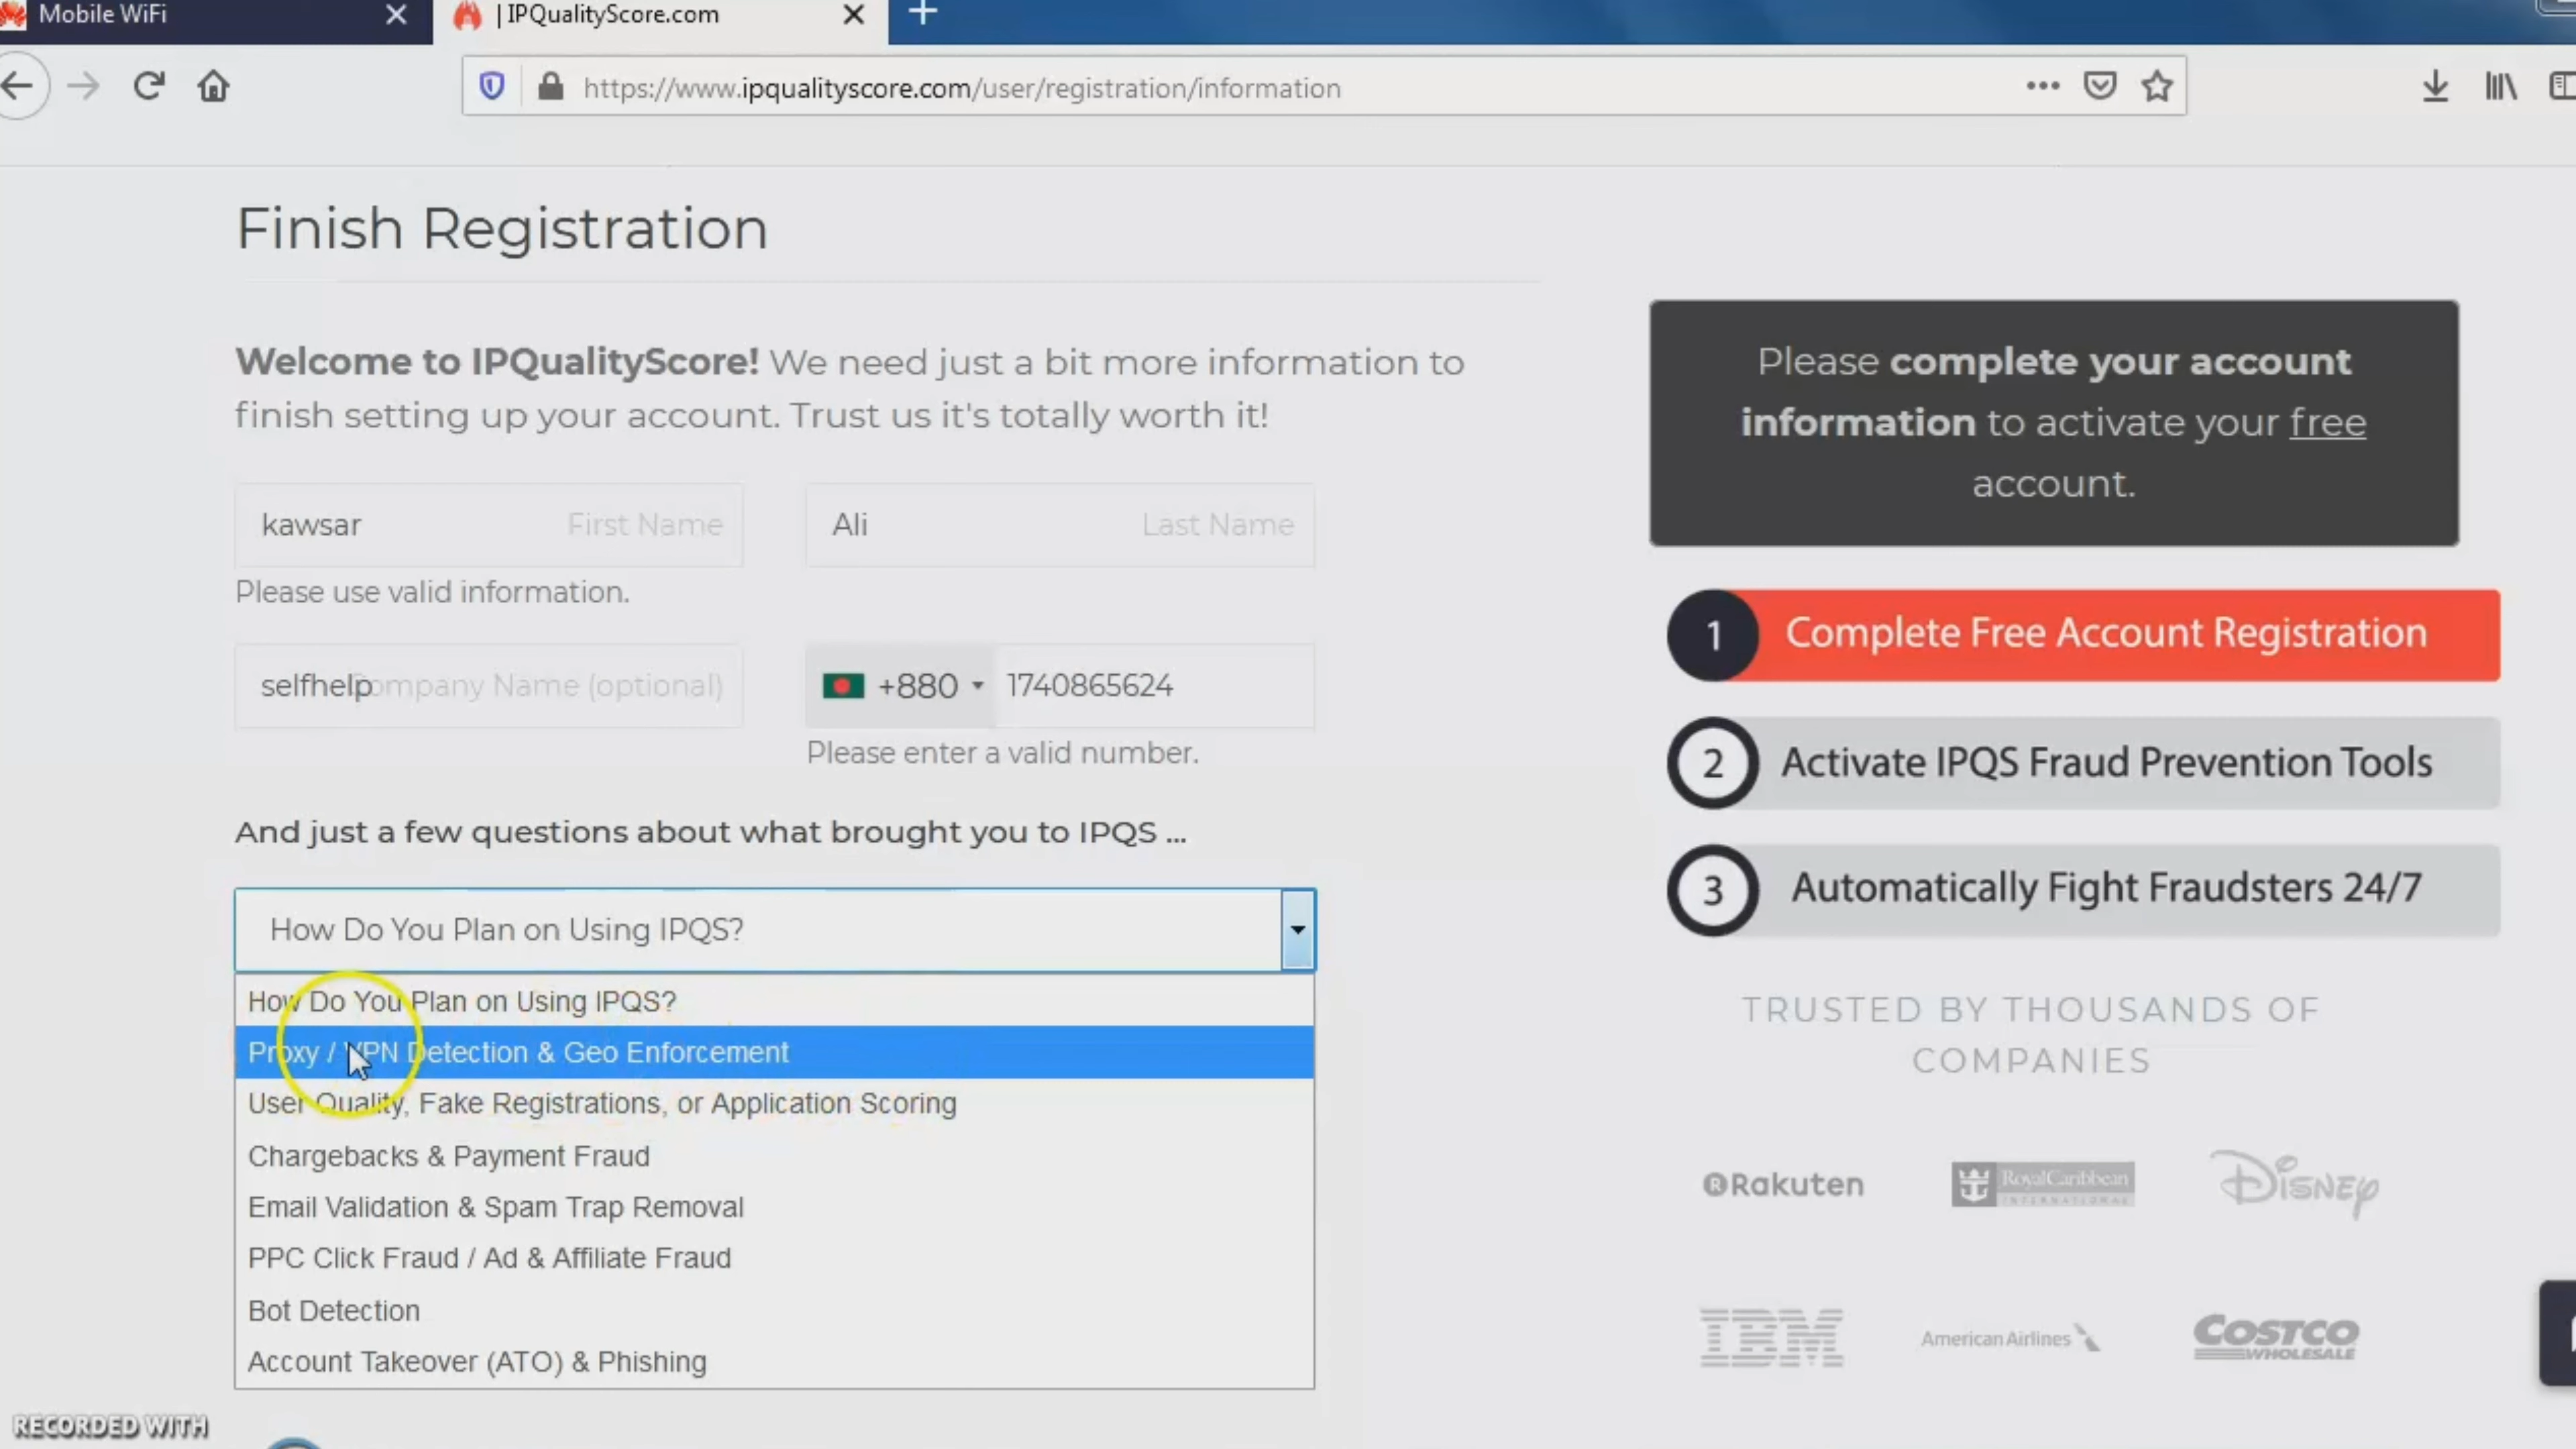 Mobile WiFi
| IPQualityScore.com
https://www.ipqualityscore.com/user/registration/information
Finish Registration
Welcome to IPQualityScore! We need just a bit more information to
finish setting up your account. Trust us it's totally worth it!
kawsar First Name
Ali Last Name
Please use valid information.
selfhelp ompany Name (optional)
+880 1740865624
Please enter a valid number.
And just a few questions about what brought you to IPQS ...
How Do You Plan on Using IPQS?
How Do You Plan on Using IPQS?
Proxy / VPN Detection & Geo Enforcement
User Quality, Fake Registrations, or Application Scoring
Chargebacks & Payment Fraud
Email Validation & Spam Trap Removal
PPC Click Fraud / Ad & Affiliate Fraud
Bot Detection
Account Takeover (ATO) & Phishing
Please complete your account
information to activate your free
account.
1 Complete Free Account Registration
2 Activate IPQS Fraud Prevention Tools
3 Automatically Fight Fraudsters 24/7
TRUSTED BY THOUSANDS OF
COMPANIES
Rakuten
RoyalCaribbean
INTERNATIONAL
Disney
IBM
American Airlines
COSTCO
WHOLESALE
RECORDED WITH